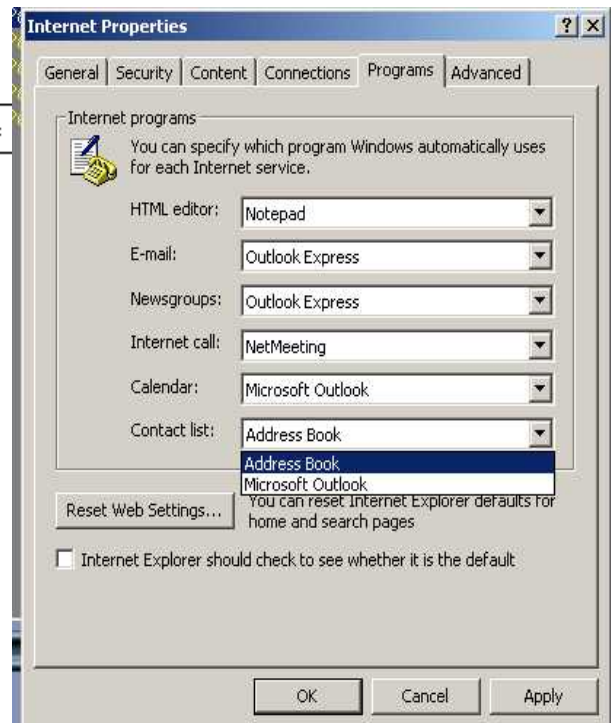 Internet Properties
?
×
General
Security
Content
Connections
Programs
Advanced
Internet programs
You can specify which program Windows automatically uses
for each Internet service.
HTML editor: Notepad
E-mail: Outlook Express
Newsgroups: Outlook Express
Internet call: NetMeeting
Calendar: Microsoft Outlook
Contact list: Address Book
Address Book
Microsoft Outlook
Reset Web Settings...
You can reset Internet Explorer defaults for
home and search pages
Internet Explorer should check to see whether it is the default
OK
Cancel
Apply